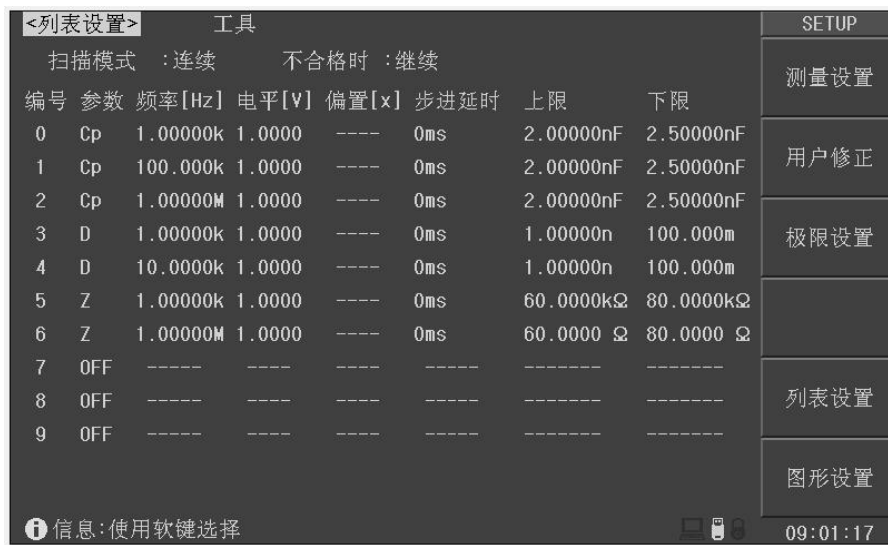 <列表设置> 工具 SETUP
扫描模式 :连续 不合格时 :继续
测量设置
编号 参数 频率[Hz] 电平[V] 偏置[x] 步进延时 上限 下限
0 Cp 1.00000k 1.0000 ---- 0ms 2.00000nF 2.50000nF
1 Cp 100.000k 1.0000 ---- 0ms 2.00000nF 2.50000nF
用户修正
2 Cp 1.00000M 1.0000 ---- 0ms 2.00000nF 2.50000nF
3 D 1.00000k 1.0000 ---- 0ms 1.00000n 100.000m
极限设置
4 D 10.0000k 1.0000 ---- 0ms 1.00000n 100.000m
5 Z 1.00000k 1.0000 ---- 0ms 60.0000kΩ 80.0000kΩ
6 Z 1.00000M 1.0000 ---- 0ms 60.0000 Ω 80.0000 Ω
7 OFF ----- ---- ---- ----- ------- -------
8 OFF ----- ---- ---- ----- ------- -------
列表设置
9 OFF ----- ---- ---- ----- ------- -------
图形设置
信息:使用软键选择
09:01:17